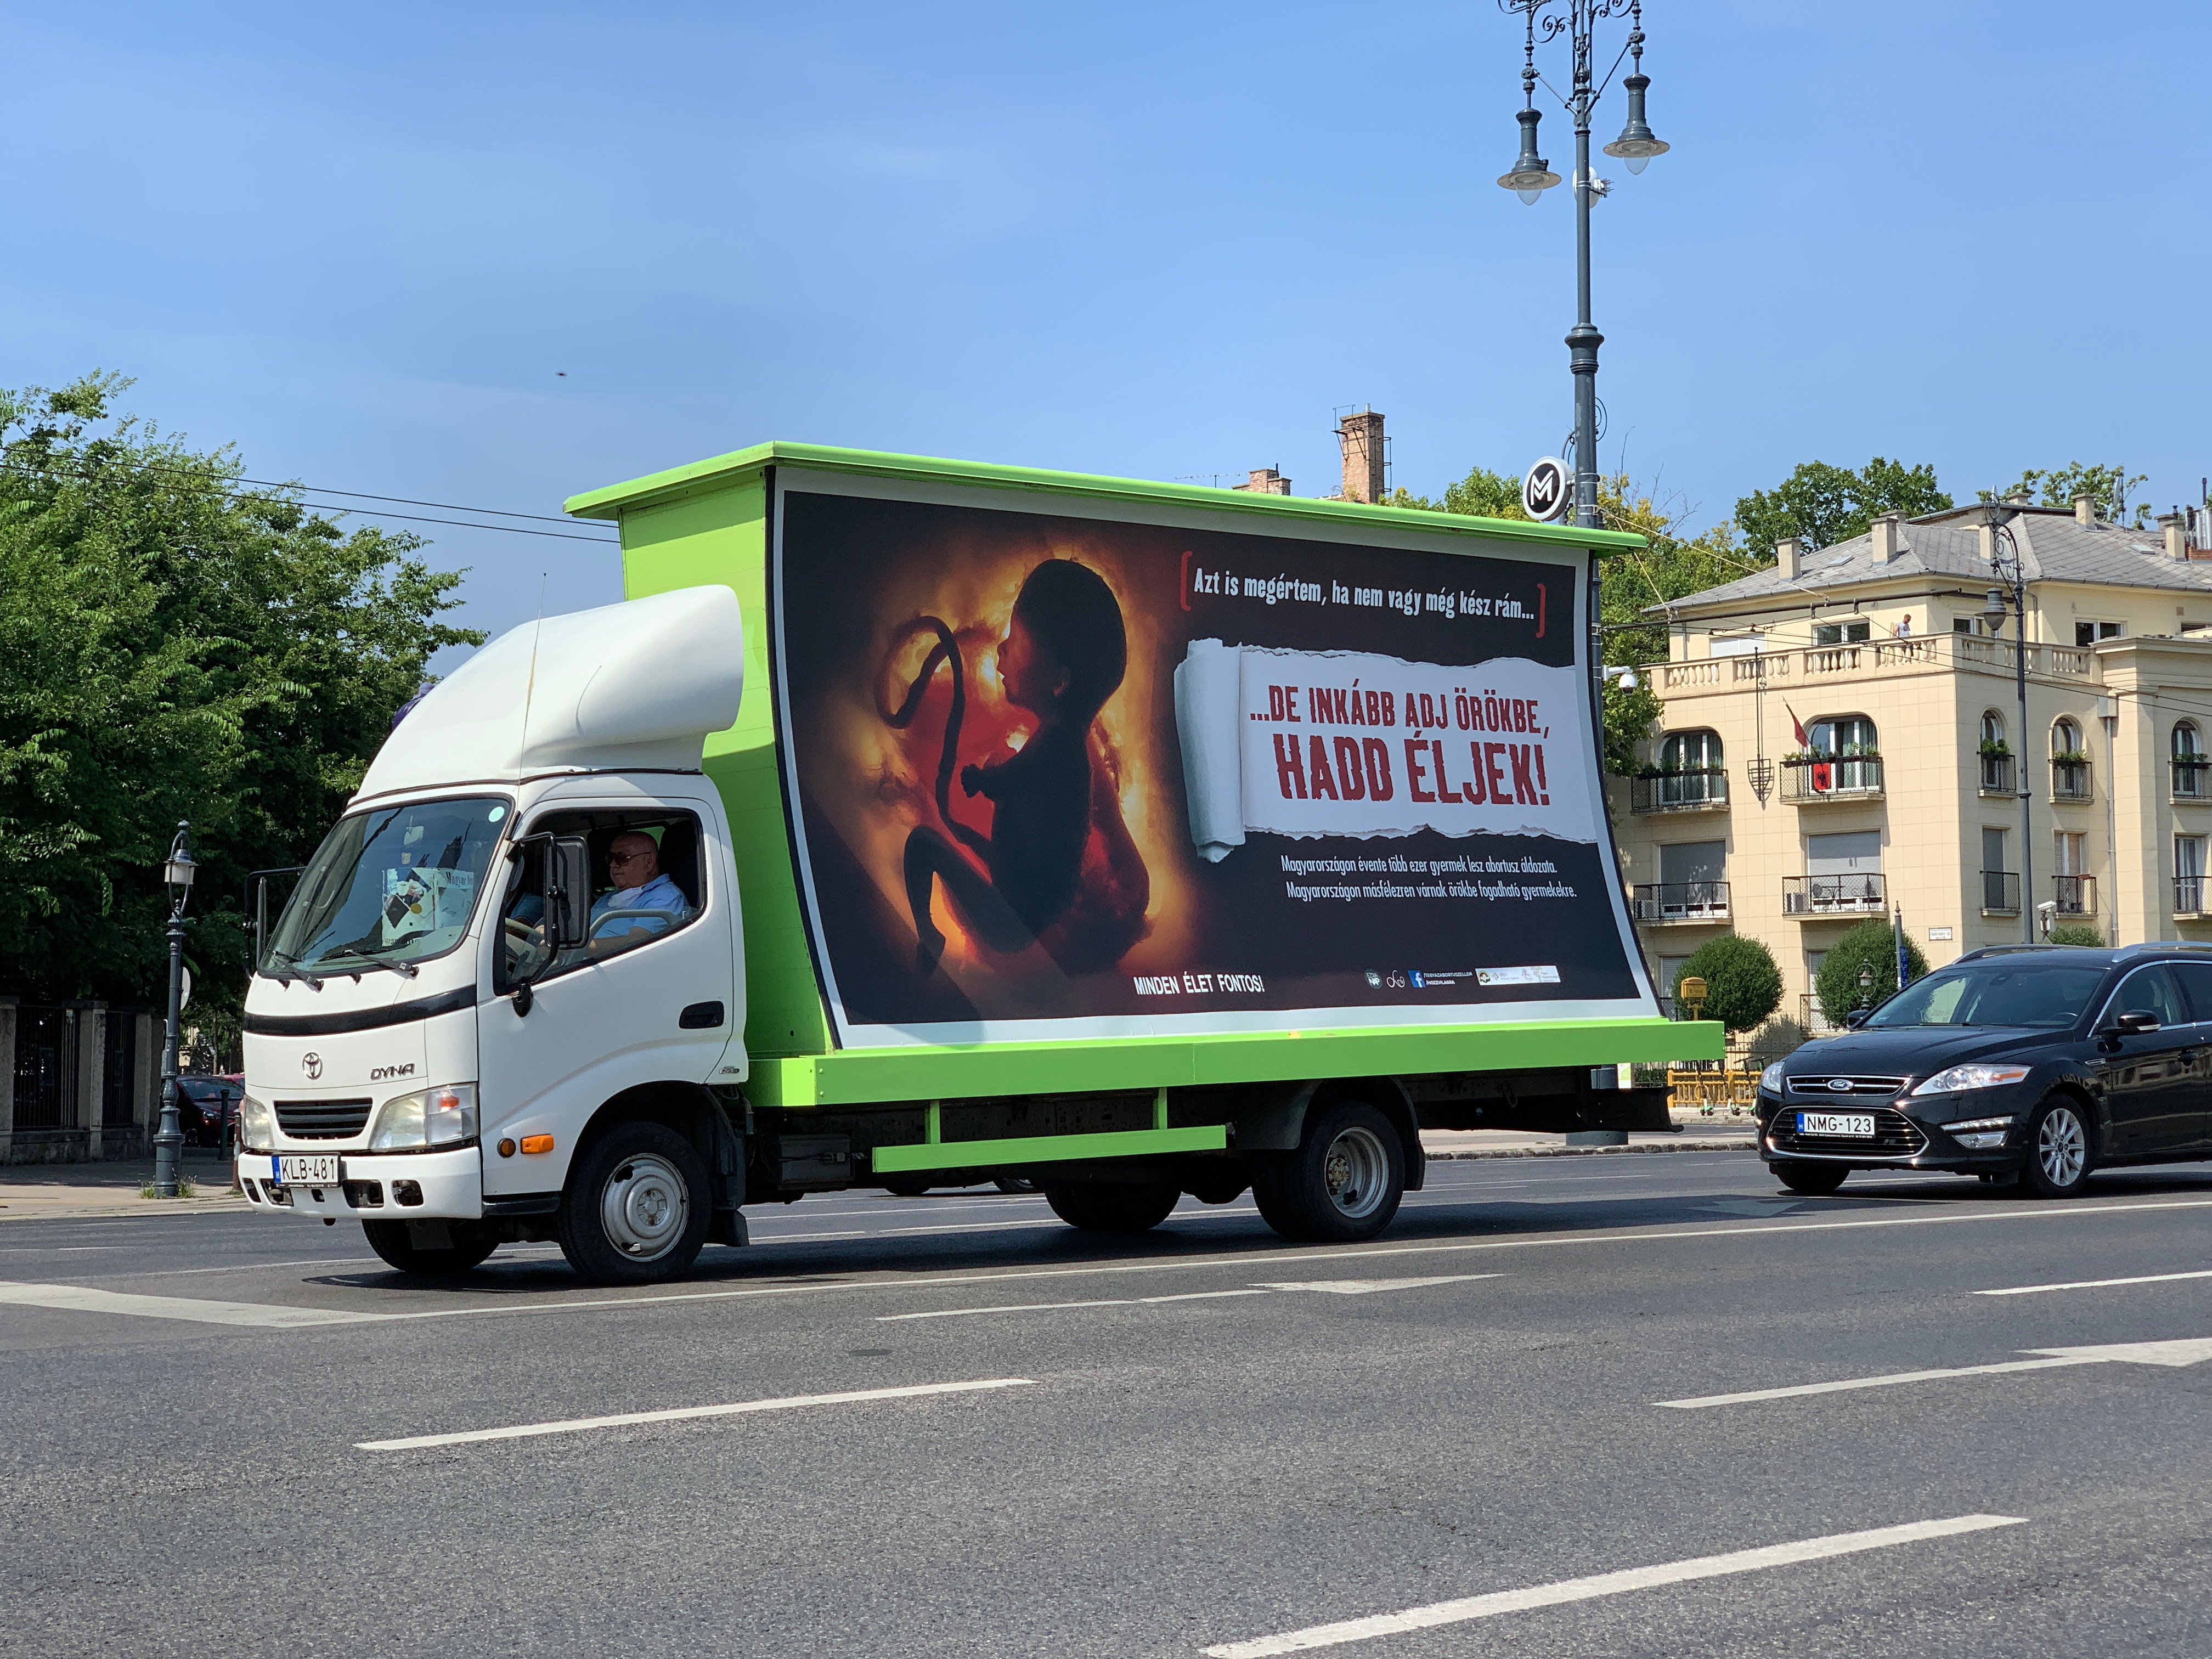 [Azt is megértem, ha nem vagy még kész rám...]
...DE INKÁBB ADJ ÖRÖKBE,
HADD ÉLJEK!
Magyarországon évente több ezer gyermek lesz abortusz áldozata.
Magyarországon másfélezren várnak örökbe fogadható gyermekekre.
MINDEN ÉLET FONTOS!
M
DYNA
KLB-481
Ford
NMG-123